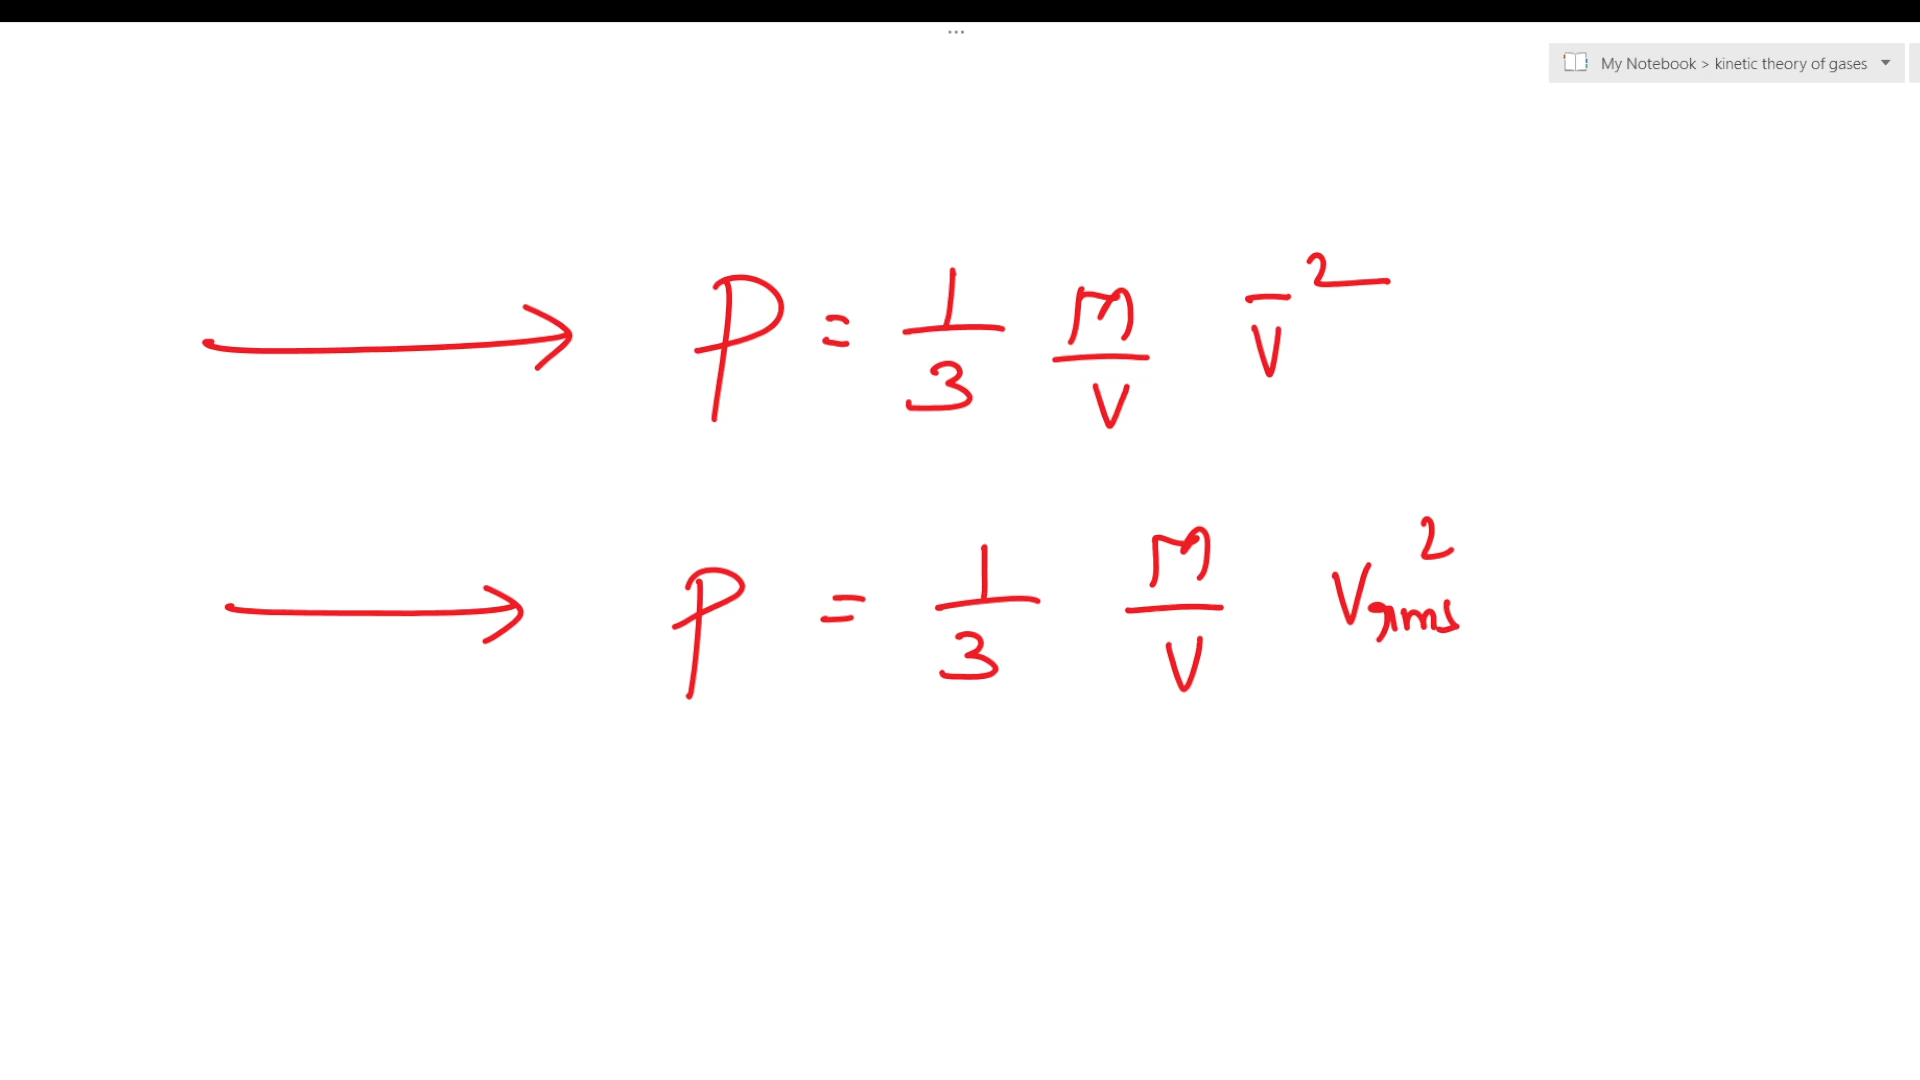 ...
My Notebook > kinetic theory of gases
→ P = 1/3 M/V v̄²
→ P = 1/3 M/V Vrms²